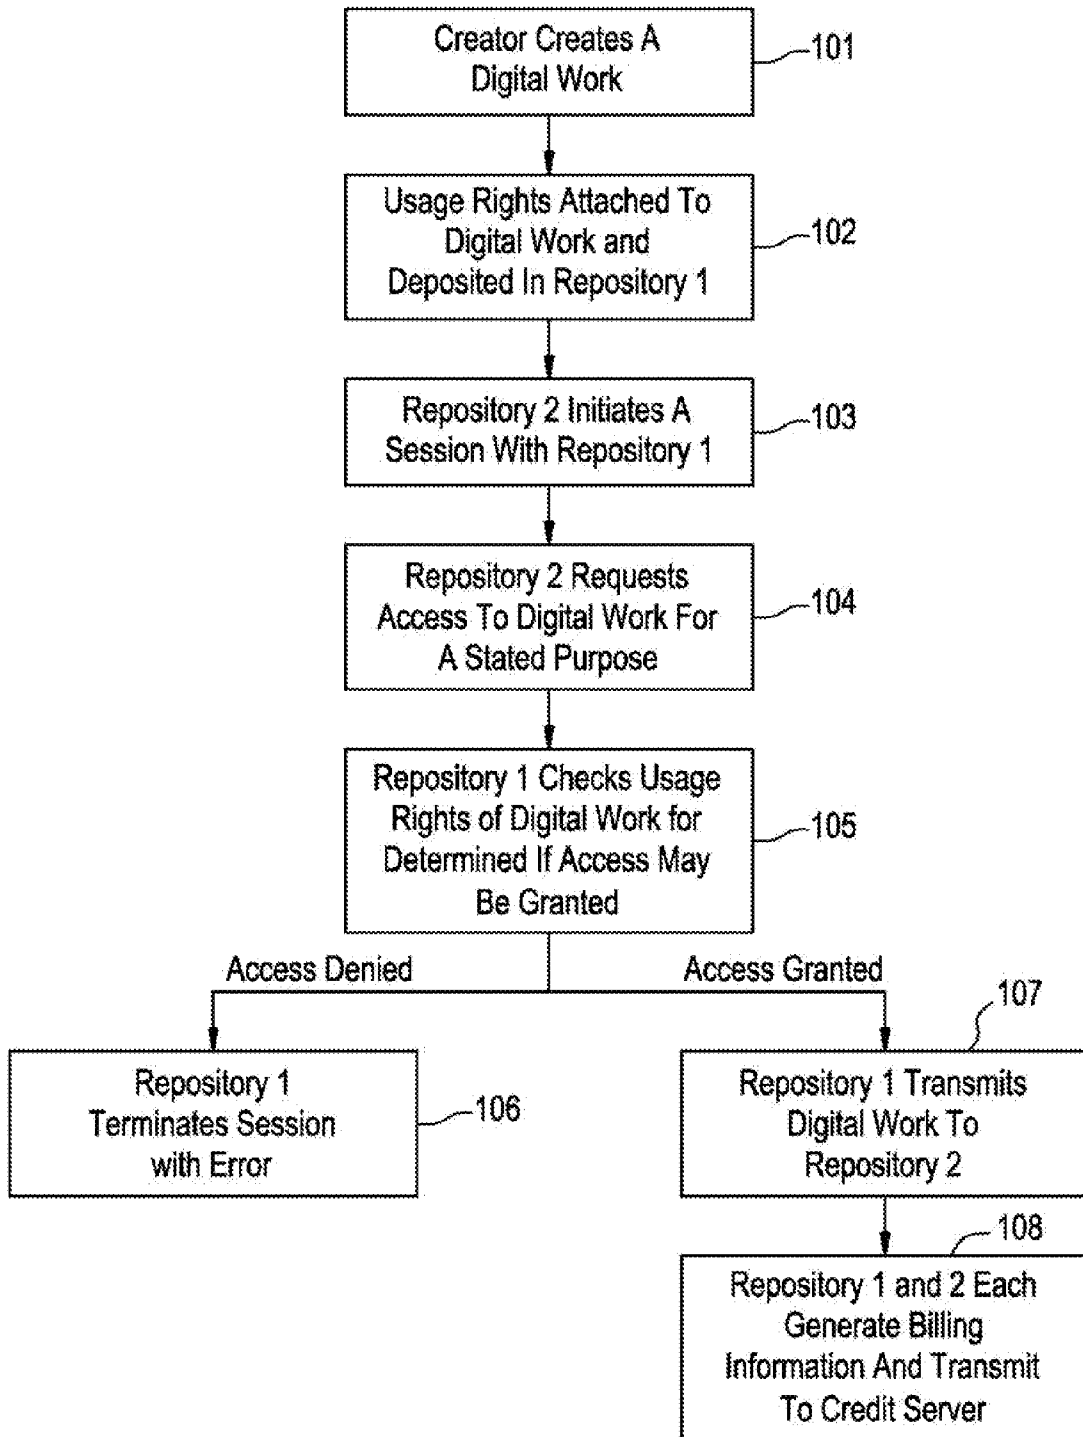 Creator Creates A
Digital Work
101
Usage Rights Attached To
Digital Work and
Deposited In Repository 1
102
Repository 2 Initiates A
Session With Repository 1
103
Repository 2 Requests
Access To Digital Work For
A Stated Purpose
104
Repository 1 Checks Usage
Rights of Digital Work for
Determined If Access May
Be Granted
105
Access Denied
Access Granted
Repository 1
Terminates Session
with Error
106
107
Repository 1 Transmits
Digital Work To
Repository 2
108
Repository 1 and 2 Each
Generate Billing
Information And Transmit
To Credit Server